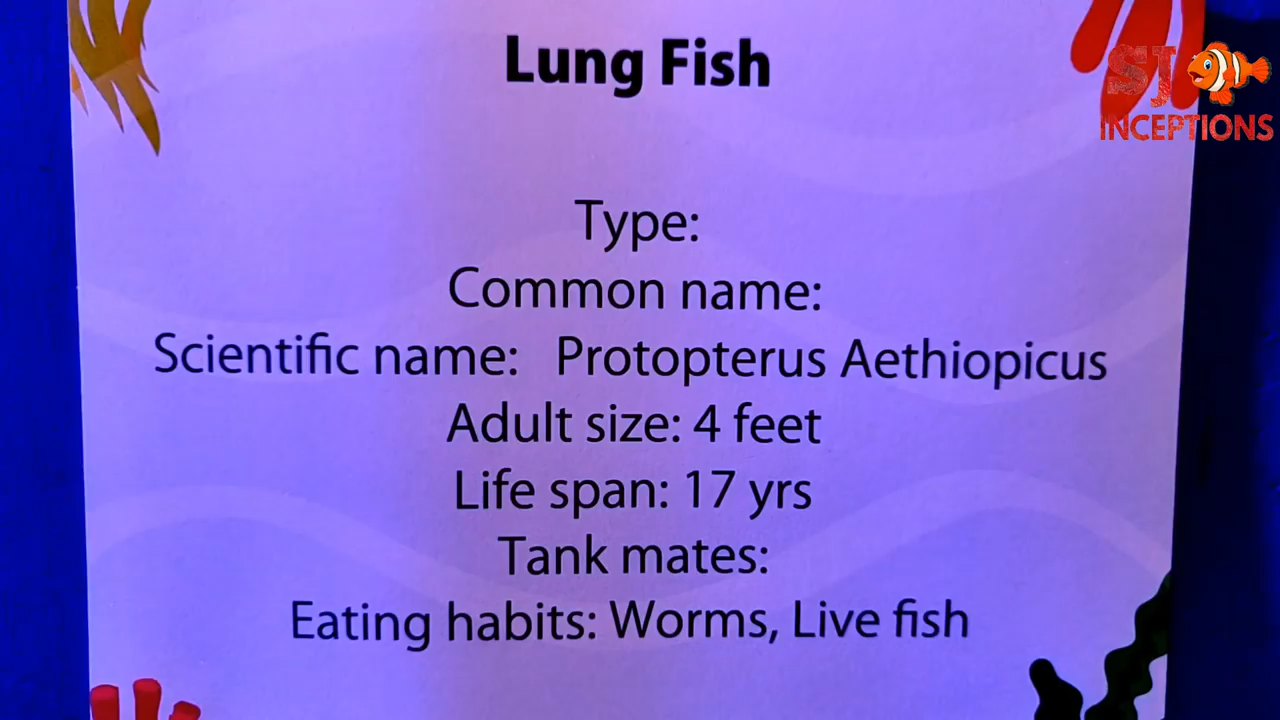 Lung Fish
SJ
INCEPTIONS
Type:
Common name:
Scientific name: Protopterus Aethiopicus
Adult size: 4 feet
Life span: 17 yrs
Tank mates:
Eating habits: Worms, Live fish